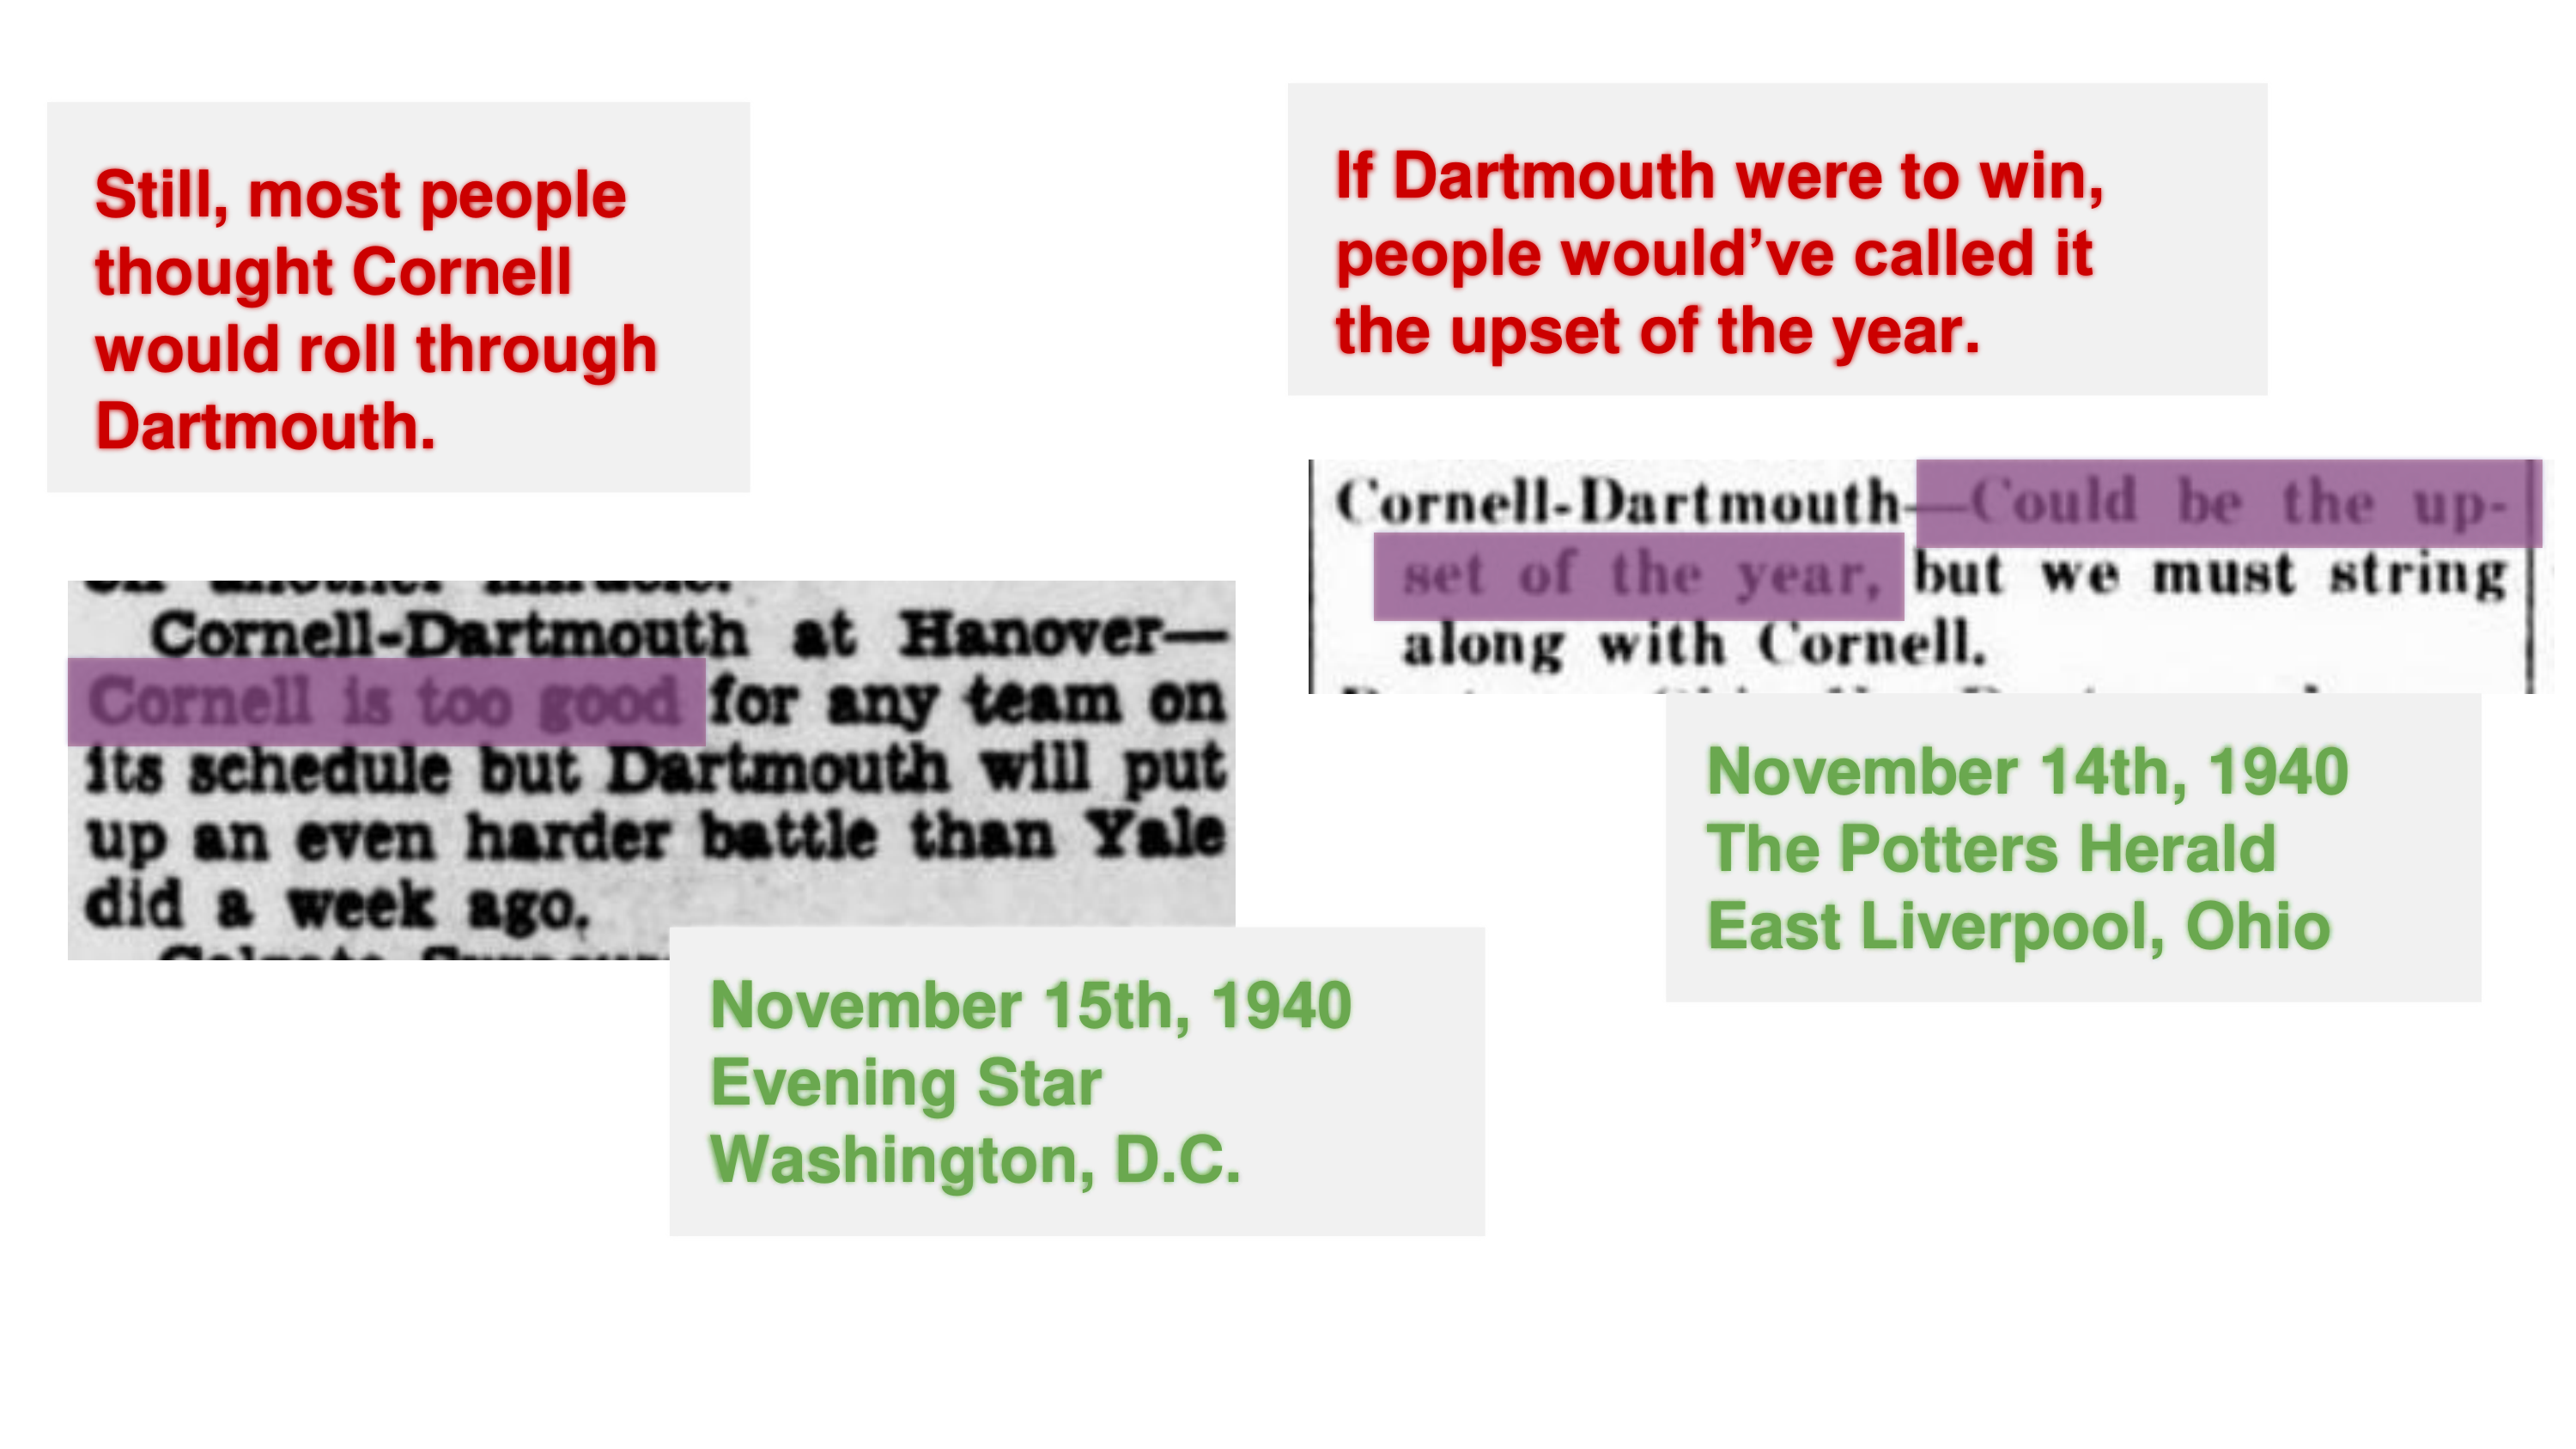 Still, most people
thought Cornell
would roll through
Dartmouth.
Cornell-Dartmouth at Hanover—
Cornell is too good for any team on
its schedule but Dartmouth will put
up an even harder battle than Yale
did a week ago.
November 15th, 1940
Evening Star
Washington, D.C.
If Dartmouth were to win,
people would’ve called it
the upset of the year.
Cornell-Dartmouth—Could be the up-
set of the year, but we must string
along with Cornell.
November 14th, 1940
The Potters Herald
East Liverpool, Ohio